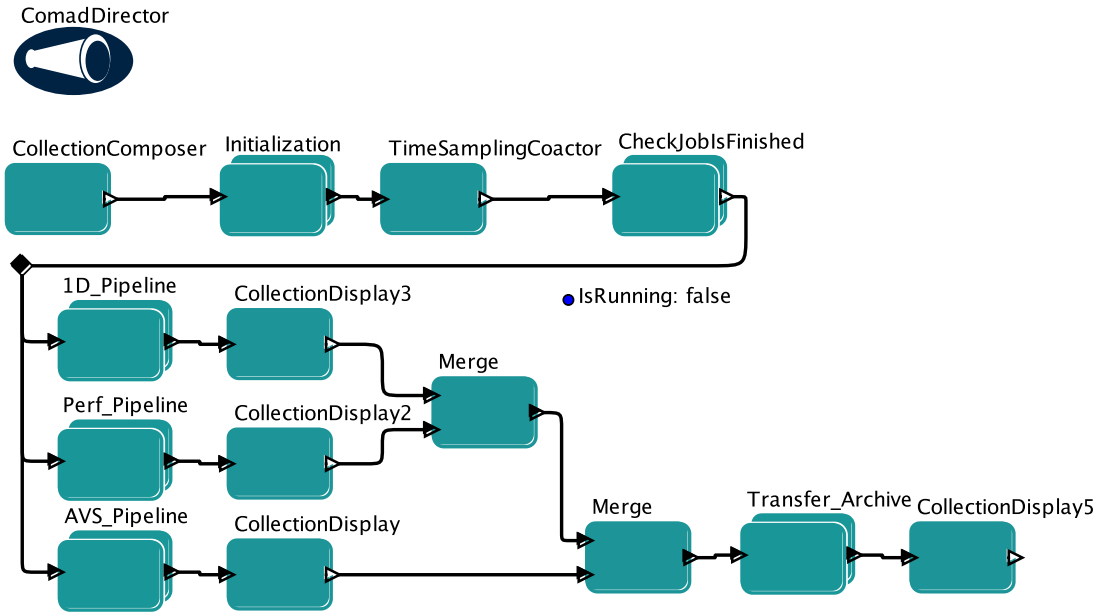 ComadDirector
CollectionComposer
Initialization
TimeSamplingCoactor
CheckJobIsFinished
1D_Pipeline
CollectionDisplay3
IsRunning: false
Merge
Perf_Pipeline
CollectionDisplay2
AVS_Pipeline
CollectionDisplay
Merge
Transfer_Archive
CollectionDisplay5